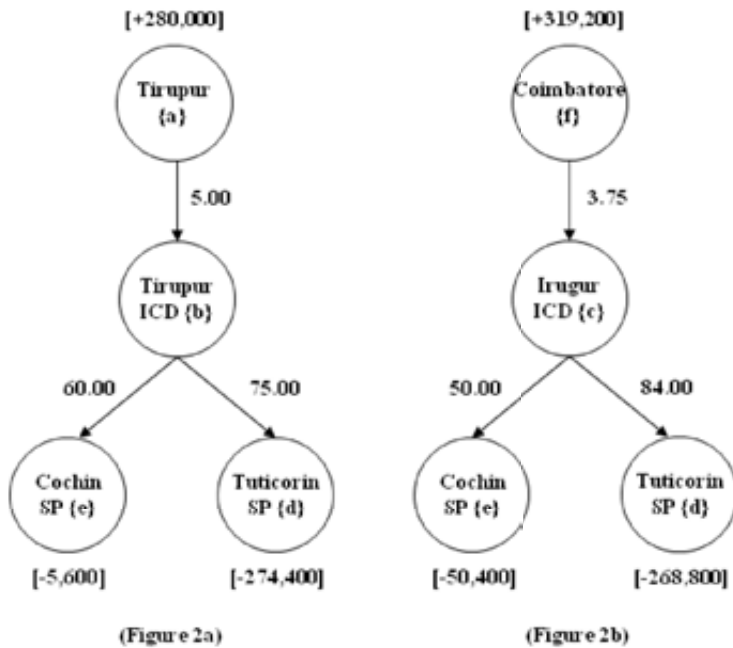 [+280,000]
Tirupur
{a}
5.00
Tirupur
ICD {b}
60.00
75.00
Cochin
SP {e}
Tuticorin
SP {d}
[-5,600]
[-274,400]
(Figure 2a)
[+319,200]
Coimbatore
{f}
3.75
Irugur
ICD {c}
50.00
84.00
Cochin
SP {e}
Tuticorin
SP {d}
[-50,400]
[-268,800]
(Figure 2b)